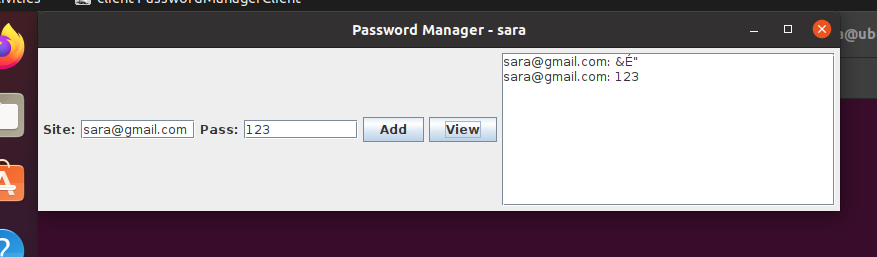 client PasswordManagerClient
Password Manager - sara
sara@gmail.com: &É"
sara@gmail.com: 123
Site: sara@gmail.com Pass: 123 Add View